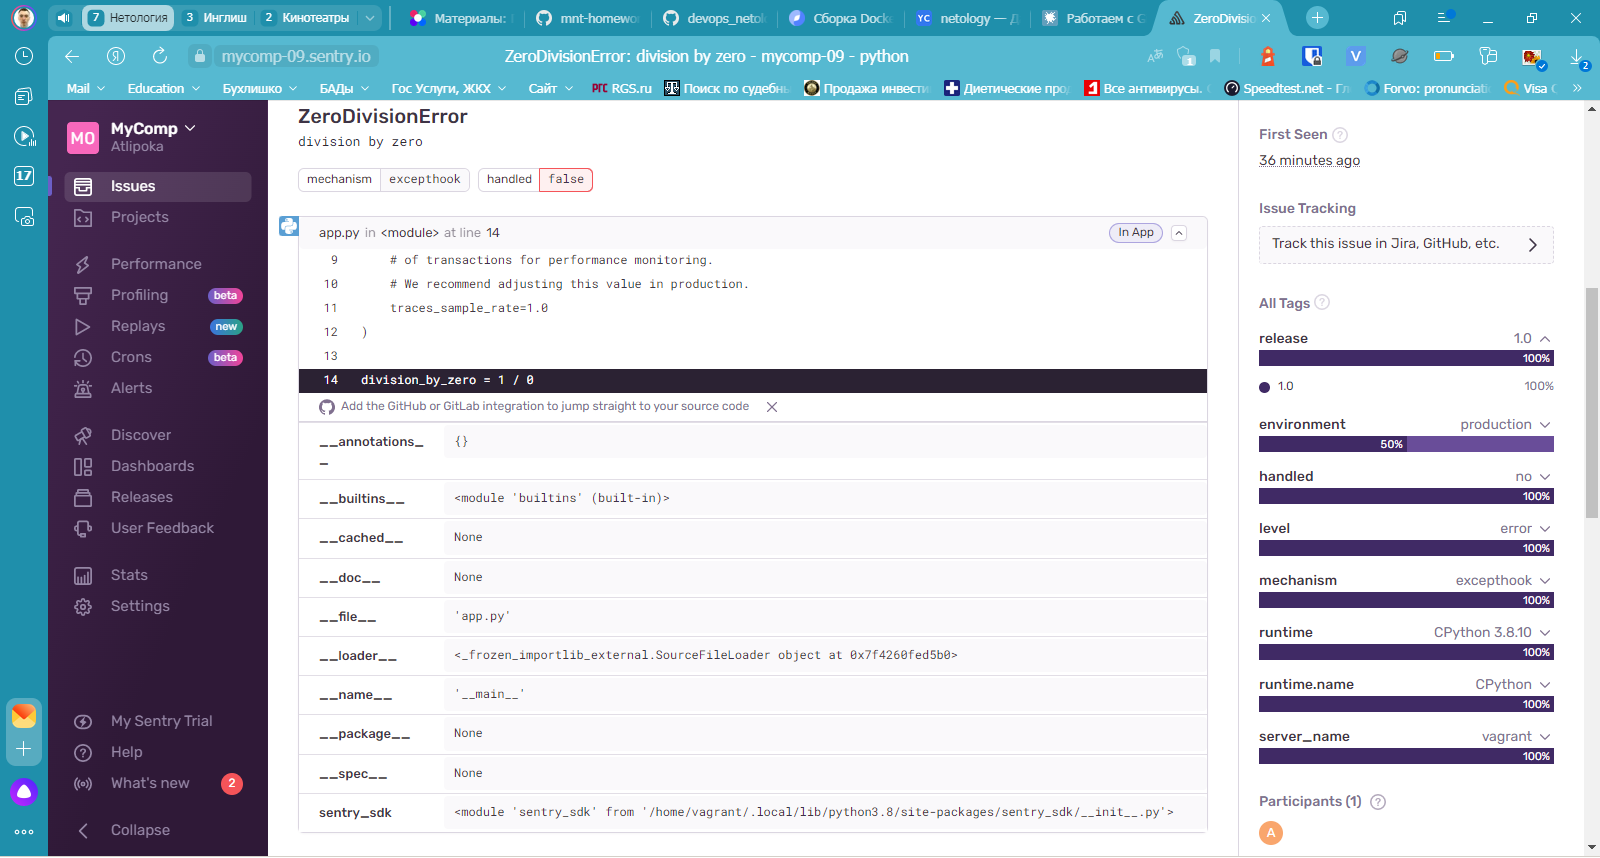 7 Нетология
3 Инглиш
2 Кинотеатры
Материалы:
mnt-homewo
devops_netok
Сборка Docke
YC netology — Д
Работаем с G
ZeroDivisio
mycomp-09.sentry.io
ZeroDivisionError: division by zero - mycomp-09 - python
1
2
Mail
Education
Бухлишко
БАДы
Гос Услуги, ЖКХ
Сайт
РГС RGS.ru
Поиск по судебн
Продажа инвести
Диетические про
Все антивирусы.
Speedtest.net - Гл
Forvo: pronunciati
Visa
17
MO
MyComp
Atlipoka
Issues
Projects
Performance
Profiling beta
Replays new
Crons beta
Alerts
Discover
Dashboards
Releases
User Feedback
Stats
Settings
My Sentry Trial
Help
What's new 2
Collapse
ZeroDivisionError
division by zero
mechanism excepthook handled false
app.py in <module> at line 14
In App
9 # of transactions for performance monitoring.
10 # We recommend adjusting this value in production.
11 traces_sample_rate=1.0
12 )
13
14 division_by_zero = 1 / 0
Add the GitHub or GitLab integration to jump straight to your source code
__annotations_
_ {}
__builtins__ <module 'builtins' (built-in)>
__cached__ None
__doc__ None
__file__ 'app.py'
__loader__ <_frozen_importlib_external.SourceFileLoader object at 0x7f4260fed5b0>
__name__ '__main__'
__package__ None
__spec__ None
sentry_sdk <module 'sentry_sdk' from '/home/vagrant/.local/lib/python3.8/site-packages/sentry_sdk/__init__.py'>
First Seen ?
36 minutes ago
Issue Tracking
Track this issue in Jira, GitHub, etc.
All Tags ?
release 1.0
100%
1.0 100%
environment production
50%
handled no
100%
level error
100%
mechanism excepthook
100%
runtime CPython 3.8.10
100%
runtime.name CPython
100%
server_name vagrant
100%
Participants (1) ?
A